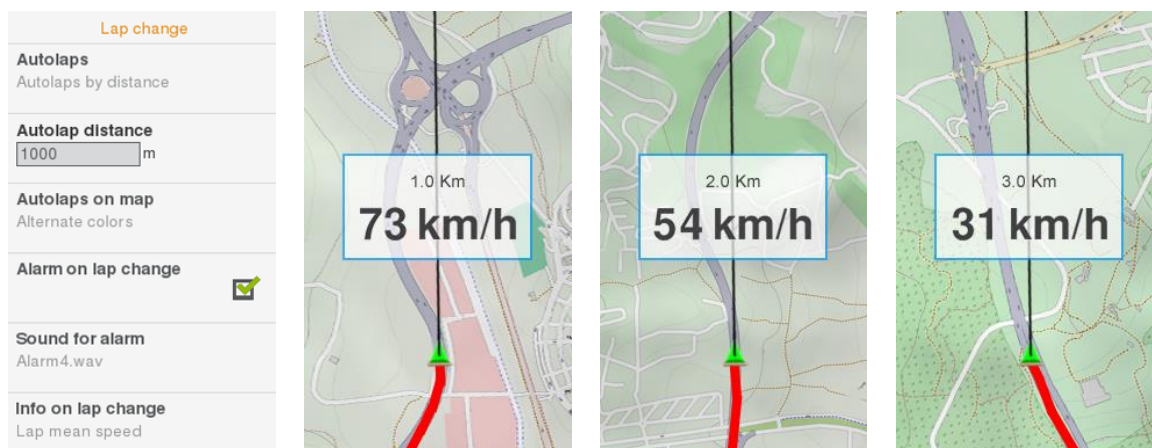 Lap change
Autolaps
Autolaps by distance
Autolap distance
1000 m
Autolaps on map
Alternate colors
Alarm on lap change
Sound for alarm
Alarm4.wav
Info on lap change
Lap mean speed
1.0 Km
73 km/h
2.0 Km
54 km/h
3.0 Km
31 km/h